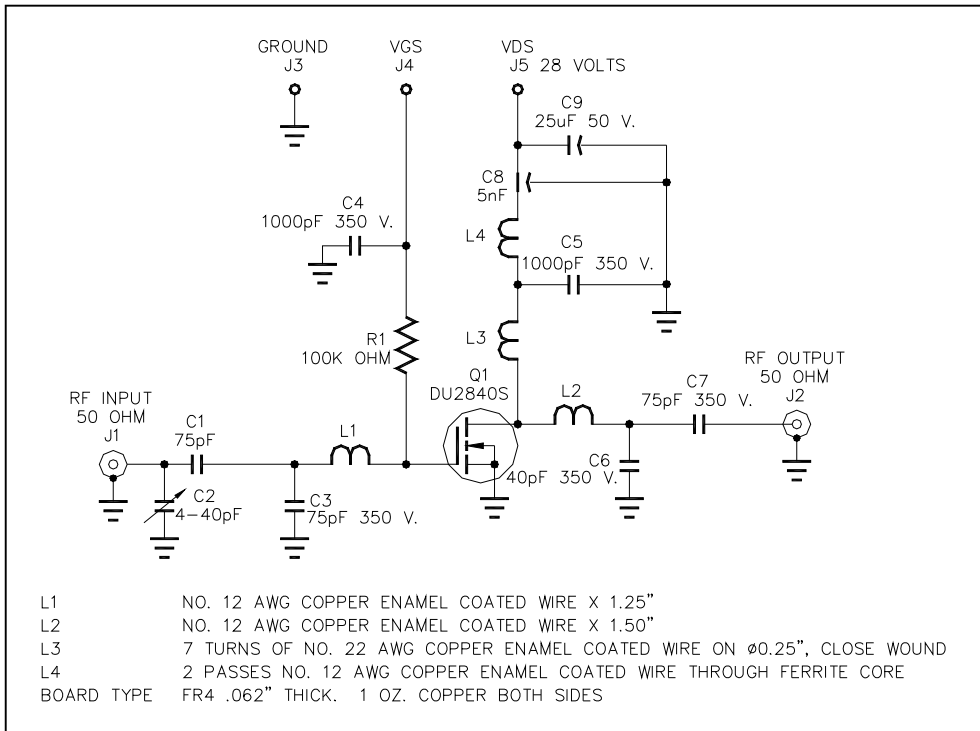 GROUND
J3
VGS
J4
VDS
J5 28 VOLTS
C9
25uF 50 V.
C8
5nF
C4
1000pF 350 V.
L4
C5
1000pF 350 V.
R1
100K OHM
L3
Q1
DU2840S
RF INPUT
50 OHM
J1
C1
75pF
L1
L2
C7
75pF 350 V.
RF OUTPUT
50 OHM
J2
C2
4-40pF
C3
75pF 350 V.
C6
40pF 350 V.
L1 NO. 12 AWG COPPER ENAMEL COATED WIRE X 1.25”
L2 NO. 12 AWG COPPER ENAMEL COATED WIRE X 1.50”
L3 7 TURNS OF NO. 22 AWG COPPER ENAMEL COATED WIRE ON ø0.25”, CLOSE WOUND
L4 2 PASSES NO. 12 AWG COPPER ENAMEL COATED WIRE THROUGH FERRITE CORE
BOARD TYPE FR4 .062” THICK. 1 OZ. COPPER BOTH SIDES